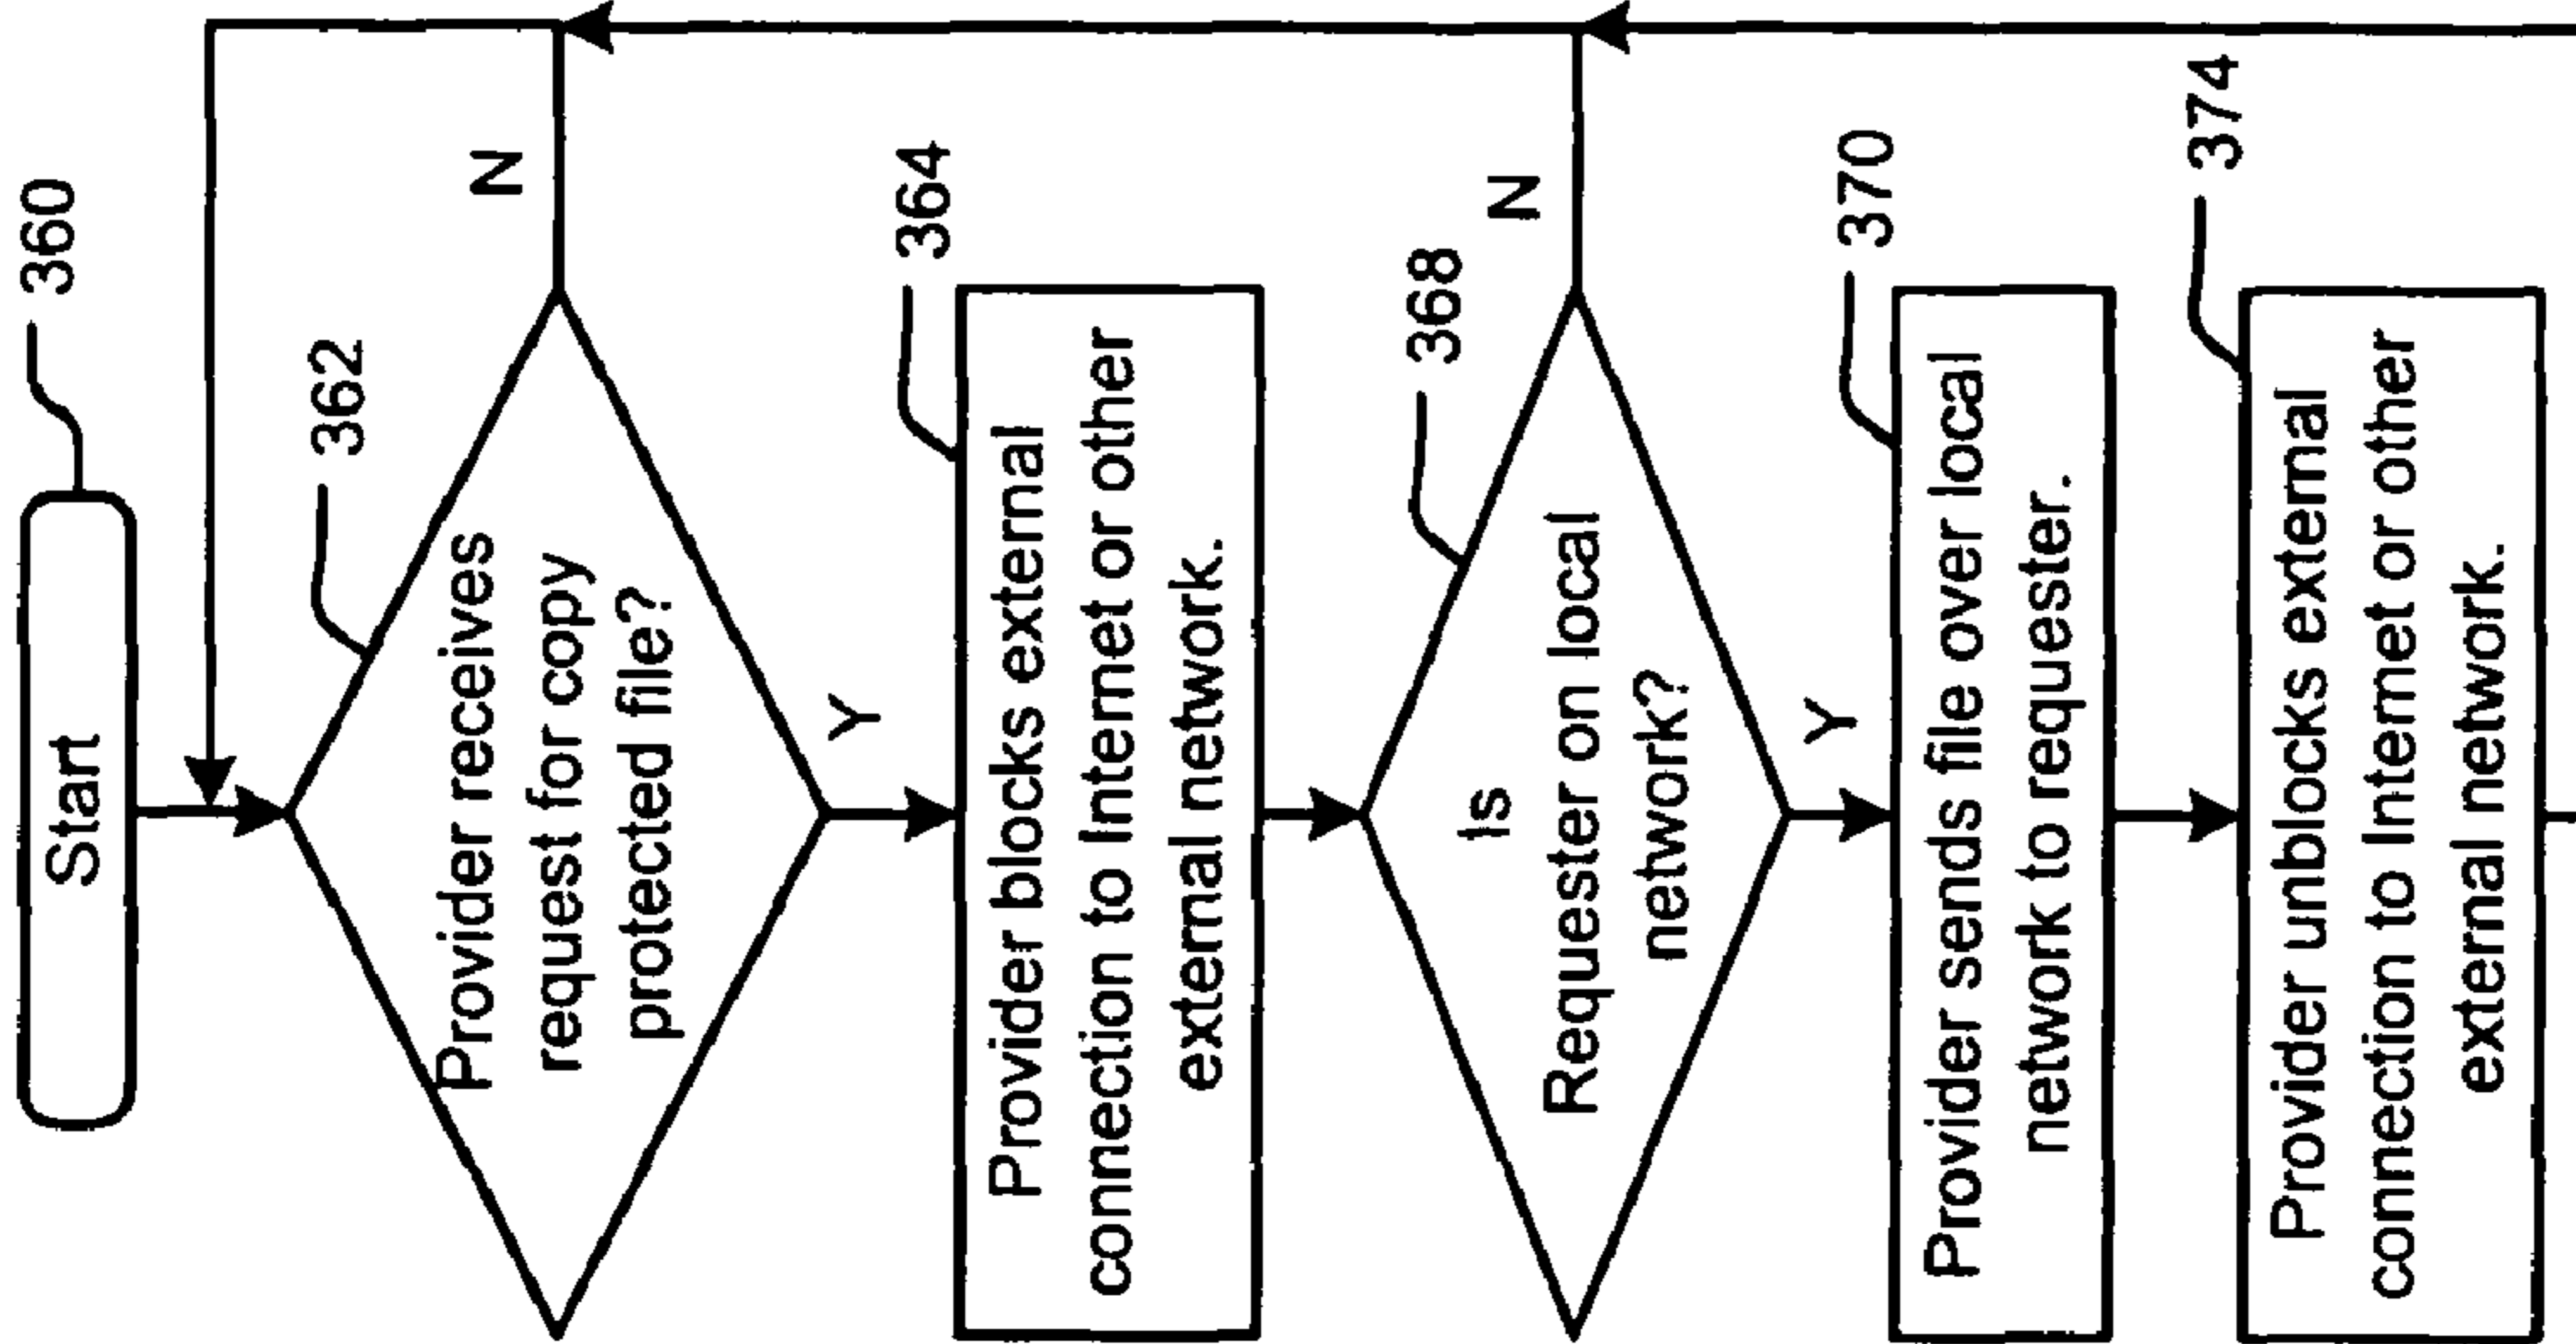 Start
360
362
Provider receives
request for copy
protected file?
N
Y
364
Provider blocks external
connection to Internet or other
external network.
368
Is
Requester on local
network?
N
Y
370
Provider sends file over local
network to requester.
374
Provider unblocks external
connection to Internet or other
external network.